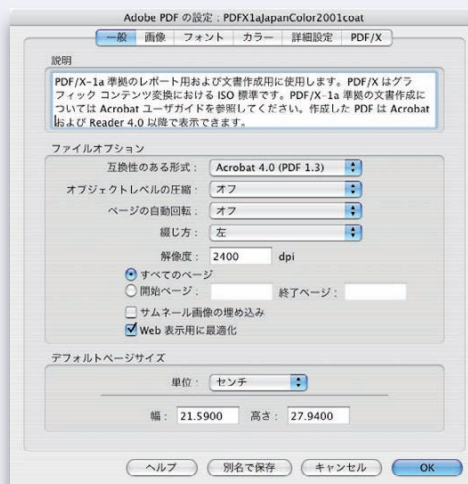 Adobe PDF の設定 : PDFX1aJapanColor2001coat
一般 画像 フォント カラー 詳細設定 PDF/X
説明
PDF/X-1a 準拠のレポート用および文書作成用に使用します。PDF/X はグラ
フィック コンテンツ変換における ISO 標準です。PDF/X-1a 準拠の文書作成に
ついては Acrobat ユーザガイドを参照してください。作成した PDF は Acrobat
および Reader 4.0 以降で表示できます。
ファイルオプション
互換性のある形式 : Acrobat 4.0 (PDF 1.3)
オブジェクトレベルの圧縮 : オフ
ページの自動回転 : オフ
綴じ方 : 左
解像度 : 2400 dpi
すべてのページ
開始ページ : 終了ページ :
サムネール画像の埋め込み
Web 表示用に最適化
デフォルトページサイズ
単位 : センチ
幅 : 21.5900 高さ : 27.9400
ヘルプ 別名で保存 キャンセル OK